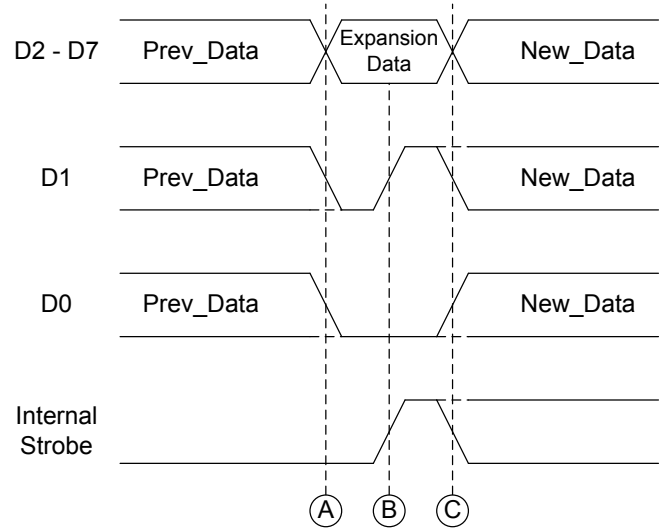 D2 - D7
Prev_Data
Expansion
Data
New_Data
D1
Prev_Data
New_Data
D0
Prev_Data
New_Data
Internal
Strobe
A
B
C